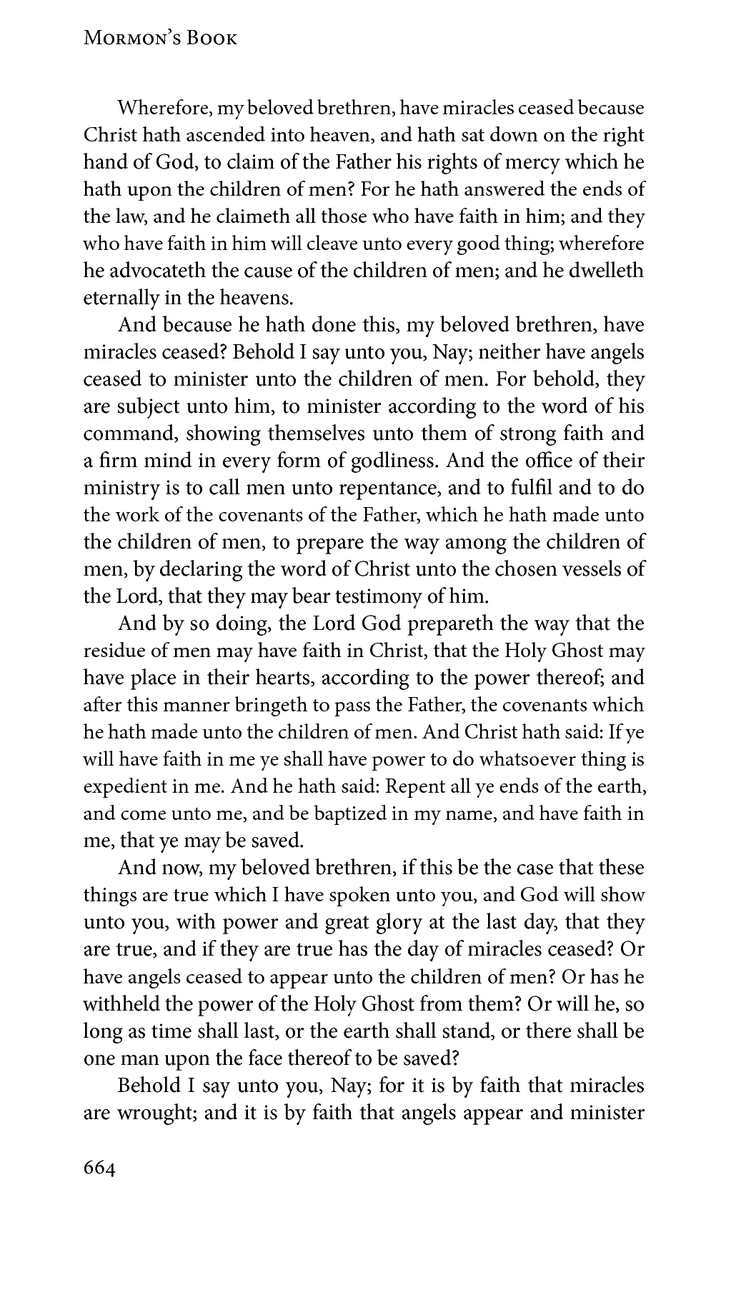 Mormon's Book
Wherefore, my beloved brethren, have miracles ceased because
Christ hath ascended into heaven, and hath sat down on the right
hand of God, to claim of the Father his rights of mercy which he
hath upon the children of men? For he hath answered the ends of
the law, and he claimeth all those who have faith in him; and they
who have faith in him will cleave unto every good thing; wherefore
he advocateth the cause of the children of men; and he dwelleth
eternally in the heavens.
And because he hath done this, my beloved brethren, have
miracles ceased? Behold I say unto you, Nay; neither have angels
ceased to minister unto the children of men. For behold, they
are subject unto him, to minister according to the word of his
command, showing themselves unto them of strong faith and
a firm mind in every form of godliness. And the office of their
ministry is to call men unto repentance, and to fulfil and to do
the work of the covenants of the Father, which he hath made unto
the children of men, to prepare the way among the children of
men, by declaring the word of Christ unto the chosen vessels of
the Lord, that they may bear testimony of him.
And by so doing, the Lord God prepareth the way that the
residue of men may have faith in Christ, that the Holy Ghost may
have place in their hearts, according to the power thereof; and
after this manner bringeth to pass the Father, the covenants which
he hath made unto the children of men. And Christ hath said: If ye
will have faith in me ye shall have power to do whatsoever thing is
expedient in me. And he hath said: Repent all ye ends of the earth,
and come unto me, and be baptized in my name, and have faith in
me, that ye may be saved.
And now, my beloved brethren, if this be the case that these
things are true which I have spoken unto you, and God will show
unto you, with power and great glory at the last day, that they
are true, and if they are true has the day of miracles ceased? Or
have angels ceased to appear unto the children of men? Or has he
withheld the power of the Holy Ghost from them? Or will he, so
long as time shall last, or the earth shall stand, or there shall be
one man upon the face thereof to be saved?
Behold I say unto you, Nay; for it is by faith that miracles
are wrought; and it is by faith that angels appear and minister
664